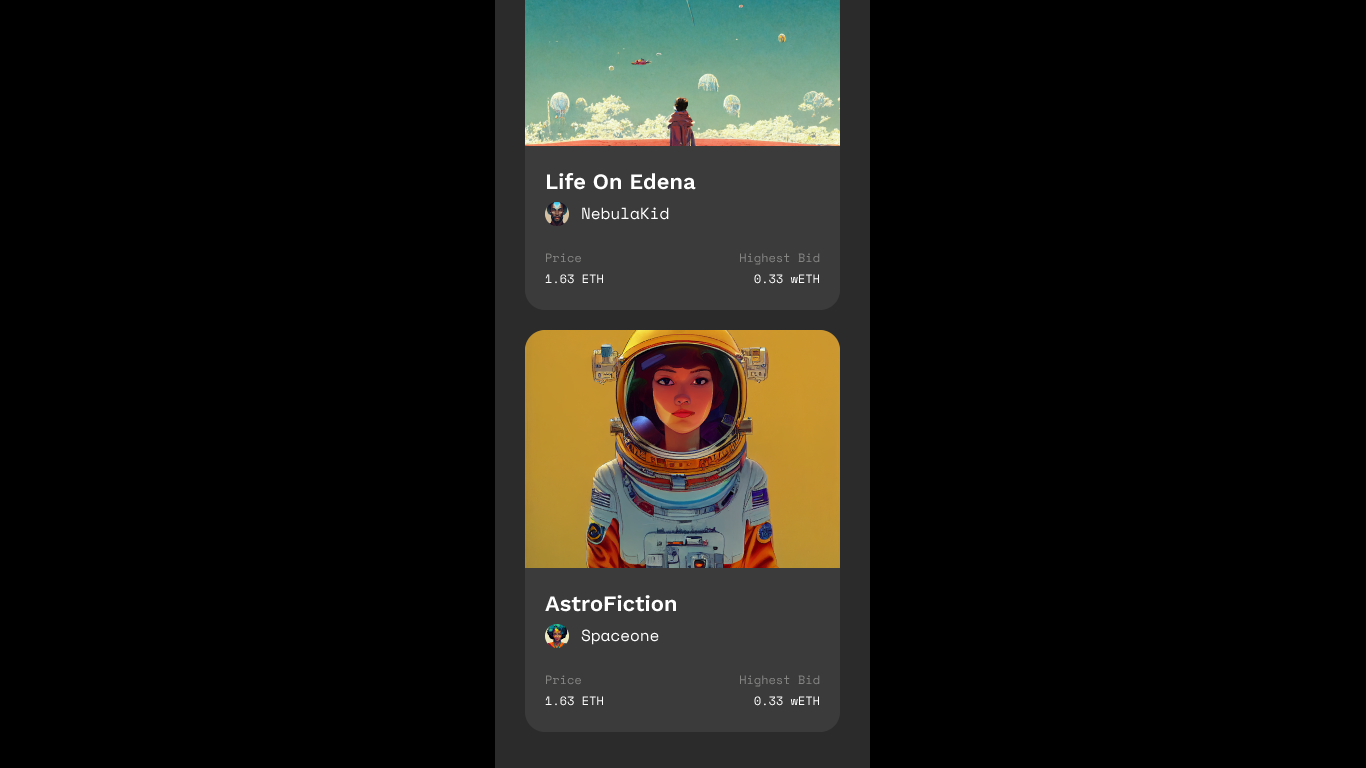 Life On Edena
NebulaKid
Price Highest Bid
1.63 ETH 0.33 wETH
AstroFiction
Spaceone
Price Highest Bid
1.63 ETH 0.33 wETH